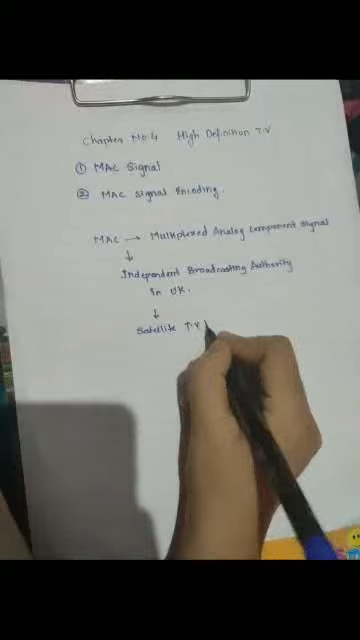 Chapter No.4 High Definition T.V
① MAC Signal
② MAC Signal Encoding.
MAC → Multiplexed Analog Component Signal
↓
Independent Broadcasting Authority
in UK.
↓
Satellite T.V